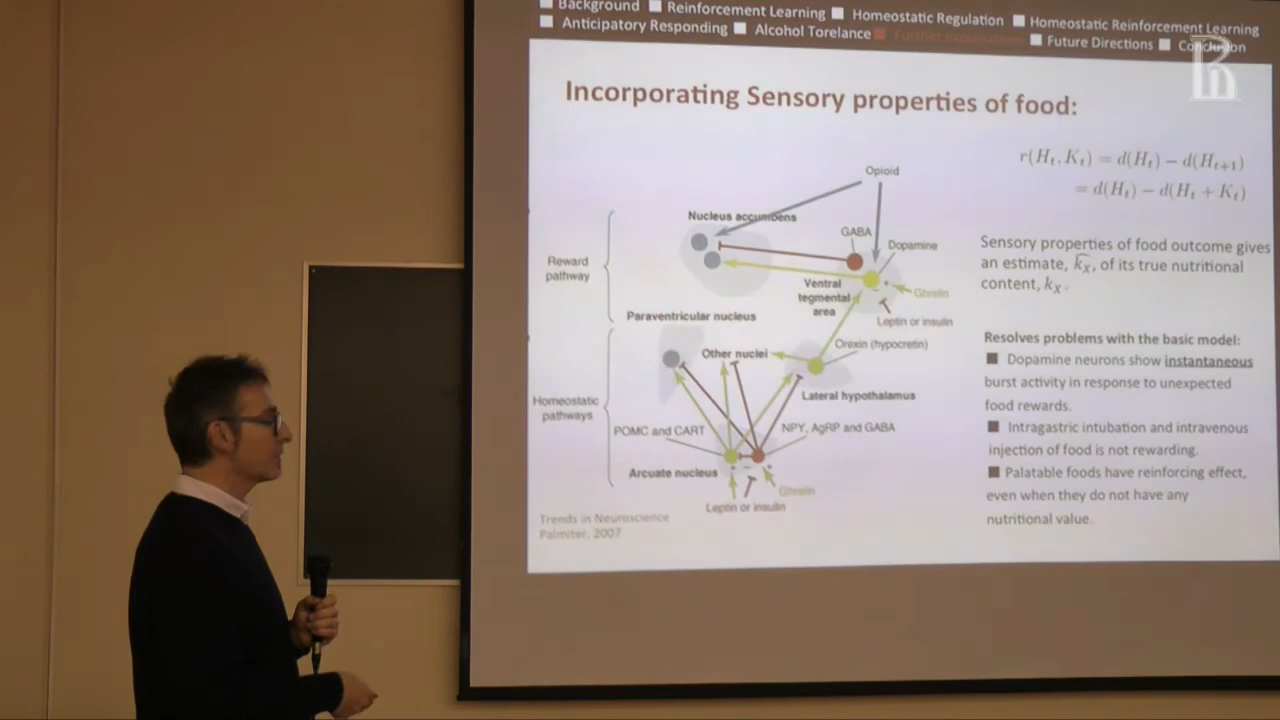 Background Reinforcement Learning Homeostatic Regulation Homeostatic Reinforcement Learning
Anticipatory Responding Alcohol Torelance Further explanations Future Directions Conclusion
Incorporating Sensory properties of food:
r(H_t, K_t) = d(H_t) − d(H_{t+1})
= d(H_t) − d(H_t + K_t)
Opioid
Nucleus accumbens
GABA
Dopamine
Reward
pathway
Ventral
tegmental
area
Ghrelin
Leptin or insulin
Paraventricular nucleus
Orexin (hypocretin)
Other nuclei
Lateral hypothalamus
Homeostatic
pathways
POMC and CART
NPY, AgRP and GABA
Arcuate nucleus
Ghrelin
Leptin or insulin
Trends in Neuroscience
Palmiter, 2007
Sensory properties of food outcome gives
an estimate, \hat{k_X}, of its true nutritional
content, k_X.
Resolves problems with the basic model:
Dopamine neurons show instantaneous
burst activity in response to unexpected
food rewards.
Intragastric intubation and intravenous
injection of food is not rewarding.
Palatable foods have reinforcing effect,
even when they do not have any
nutritional value.